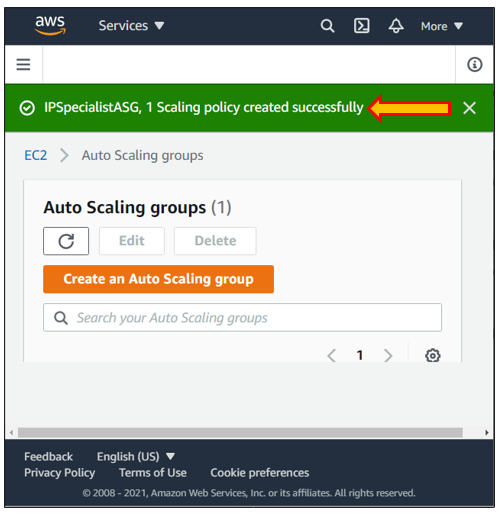 aws Services ▼ More ▼
IPSpecialistASG, 1 Scaling policy created successfully
EC2 > Auto Scaling groups
Auto Scaling groups (1)
Edit Delete
Create an Auto Scaling group
Search your Auto Scaling groups
< 1 >
Feedback English (US) ▼
Privacy Policy Terms of Use Cookie preferences
© 2008 - 2021, Amazon Web Services, Inc. or its affiliates. All rights reserved.